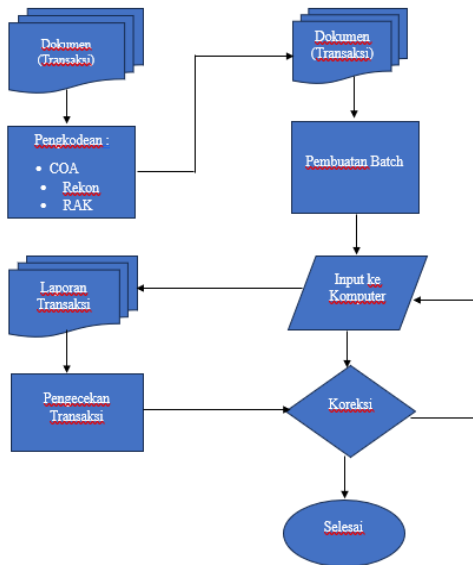 Dokumen
(Transaksi)
Pengkodean :
• COA
• Rekon
• RAK
Dokumen
(Transaksi)
Pembuatan Batch
Input ke
Komputer
Laporan
Transaksi
Pengecekan
Transaksi
Koreksi
Selesai